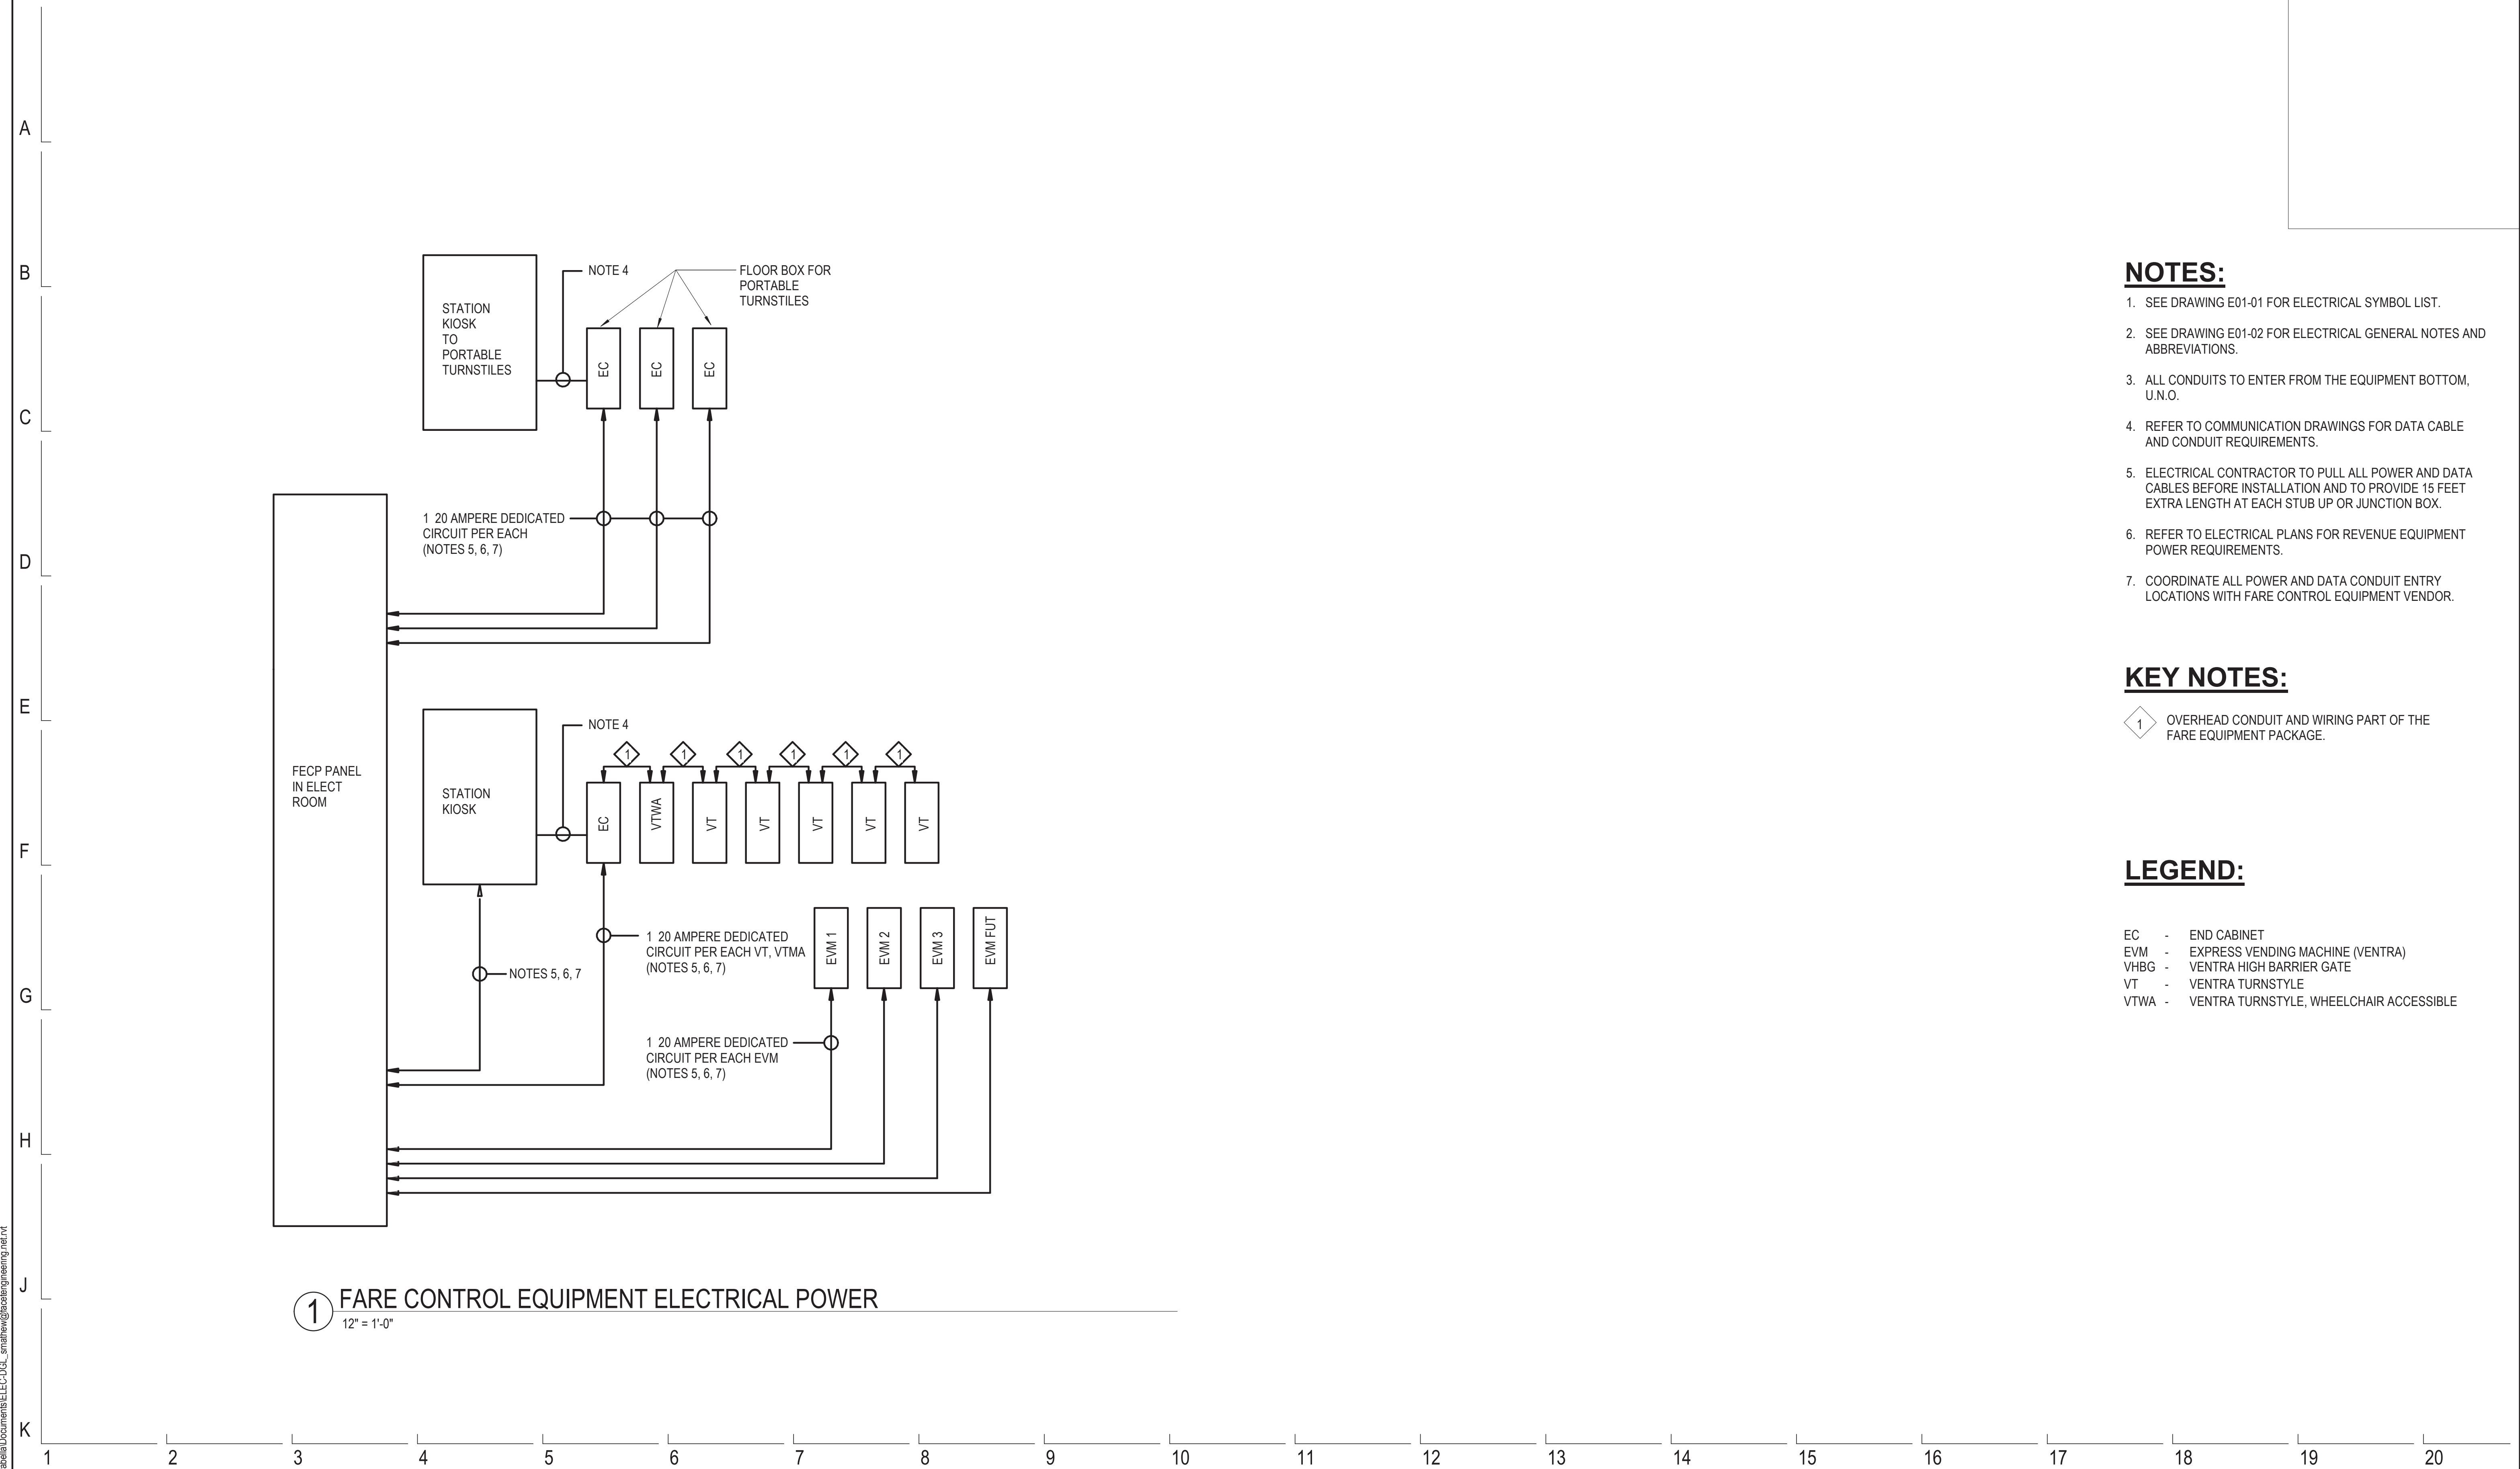 A
B
C
D
E
F
G
H
J
K
1
2
3
4
5
6
7
8
9
10
11
12
13
14
15
16
17
18
19
20
STATION
KIOSK
TO
PORTABLE
TURNSTILES
NOTE 4
FLOOR BOX FOR
PORTABLE
TURNSTILES
EC
EC
EC
1 20 AMPERE DEDICATED
CIRCUIT PER EACH
(NOTES 5, 6, 7)
FECP PANEL
IN ELECT
ROOM
STATION
KIOSK
NOTE 4
1
1
1
1
1
1
EC
VTWA
VT
VT
VT
VT
VT
NOTES 5, 6, 7
1 20 AMPERE DEDICATED
CIRCUIT PER EACH VT, VTMA
(NOTES 5, 6, 7)
EVM 1
EVM 2
EVM 3
EVM FUT
1 20 AMPERE DEDICATED
CIRCUIT PER EACH EVM
(NOTES 5, 6, 7)
1
FARE CONTROL EQUIPMENT ELECTRICAL POWER
12" = 1'-0"
NOTES:
1. SEE DRAWING E01-01 FOR ELECTRICAL SYMBOL LIST.
2. SEE DRAWING E01-02 FOR ELECTRICAL GENERAL NOTES AND
ABBREVIATIONS.
3. ALL CONDUITS TO ENTER FROM THE EQUIPMENT BOTTOM,
U.N.O.
4. REFER TO COMMUNICATION DRAWINGS FOR DATA CABLE
AND CONDUIT REQUIREMENTS.
5. ELECTRICAL CONTRACTOR TO PULL ALL POWER AND DATA
CABLES BEFORE INSTALLATION AND TO PROVIDE 15 FEET
EXTRA LENGTH AT EACH STUB UP OR JUNCTION BOX.
6. REFER TO ELECTRICAL PLANS FOR REVENUE EQUIPMENT
POWER REQUIREMENTS.
7. COORDINATE ALL POWER AND DATA CONDUIT ENTRY
LOCATIONS WITH FARE CONTROL EQUIPMENT VENDOR.
KEY NOTES:
1 OVERHEAD CONDUIT AND WIRING PART OF THE
FARE EQUIPMENT PACKAGE.
LEGEND:
EC - END CABINET
EVM - EXPRESS VENDING MACHINE (VENTRA)
VHBG - VENTRA HIGH BARRIER GATE
VT - VENTRA TURNSTYLE
VTWA - VENTRA TURNSTYLE, WHEELCHAIR ACCESSIBLE